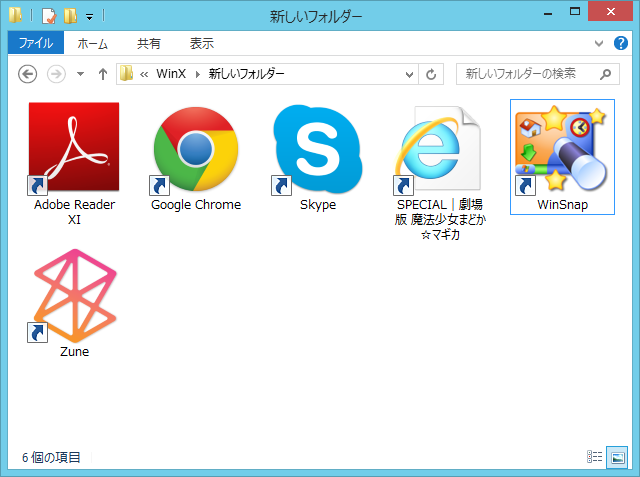 新しいフォルダー
ファイル ホーム 共有 表示
WinX 新しいフォルダー 新しいフォルダーの検索
Adobe Reader
XI
Google Chrome
Skype
SPECIAL｜劇場
版 魔法少女まどか
☆マギカ
WinSnap
Zune
6 個の項目